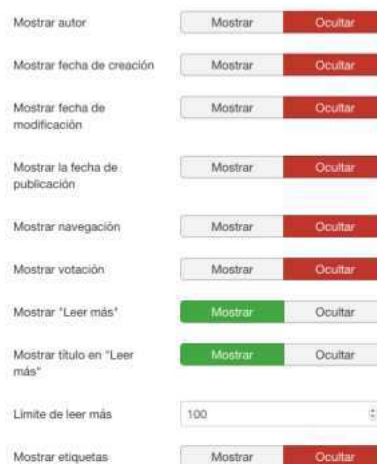 Mostrar autor Mostrar Ocultar
Mostrar fecha de creación Mostrar Ocultar
Mostrar fecha de Mostrar Ocultar
modificación
Mostrar la fecha de Mostrar Ocultar
publicación
Mostrar navegación Mostrar Ocultar
Mostrar votación Mostrar Ocultar
Mostrar "Leer más" Mostrar Ocultar
Mostrar título en "Leer Mostrar Ocultar
más"
Límite de leer más 100
Mostrar etiquetas Mostrar Ocultar